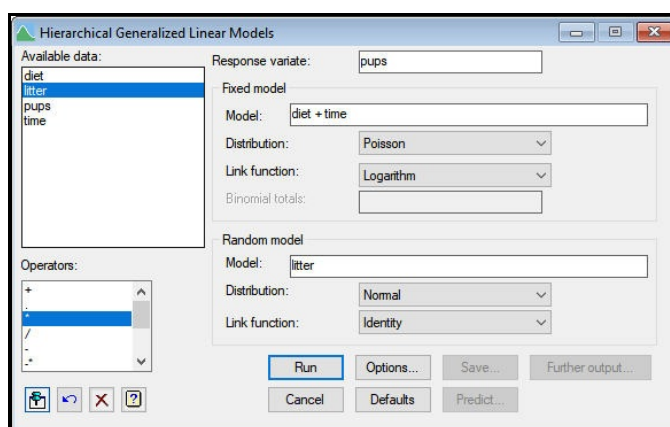 Hierarchical Generalized Linear Models
Available data:
diet
litter
pups
time
Response variate: pups
Fixed model
Model: diet + time
Distribution: Poisson
Link function: Logarithm
Binomial totals:
Random model
Model: litter
Distribution: Normal
Link function: Identity
Operators:
+
.
*
/
-
-*
Run Options... Save... Further output...
Cancel Defaults Predict...